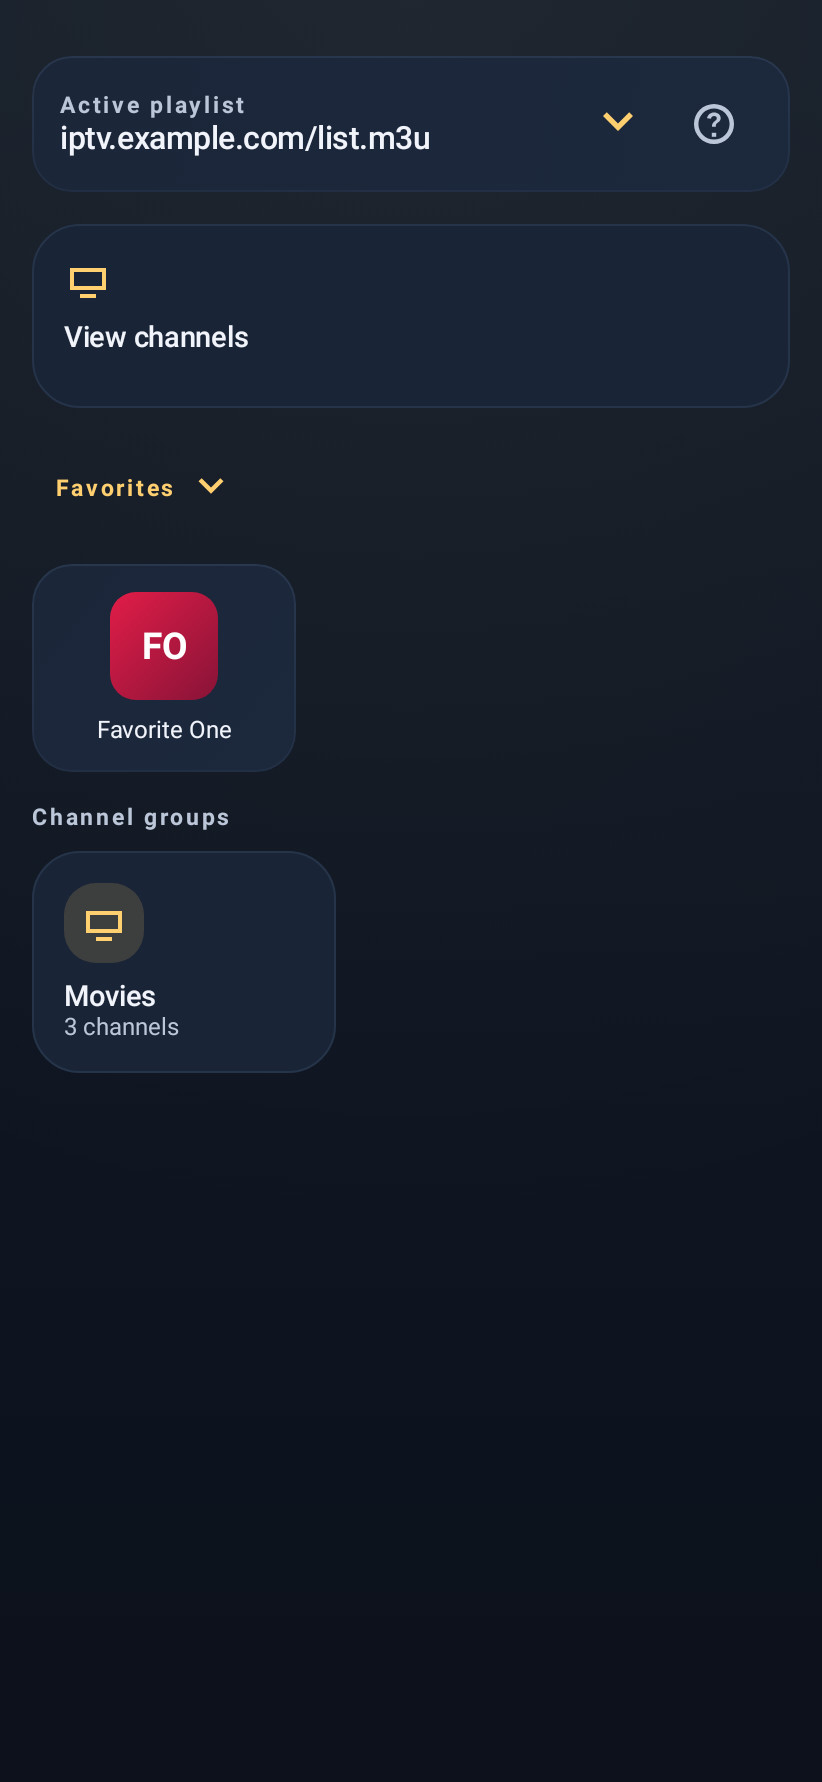 Active playlist
iptv.example.com/list.m3u
View channels
Favorites
FO
Favorite One
Channel groups
Movies
3 channels